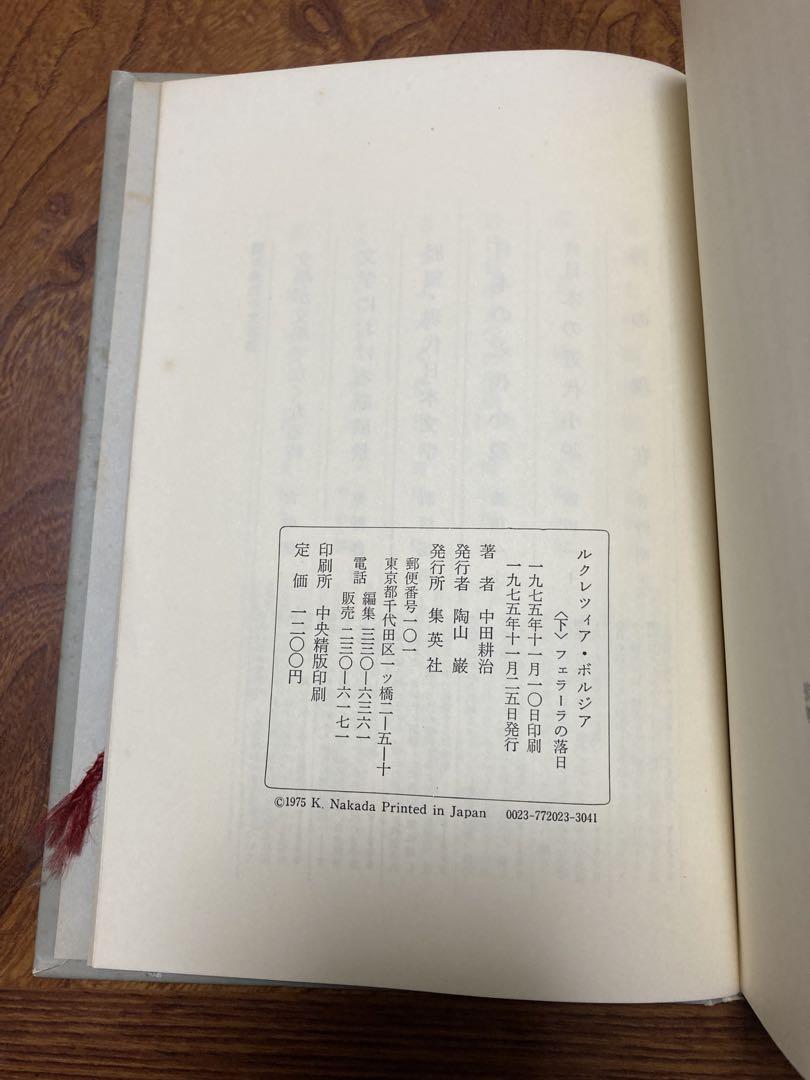 ルクレツィア・ボルジア
〈下〉フェラーラの落日
一九七五年十一月一〇日印刷
一九七五年十一月二五日発行
著者 中田耕治
発行者 陶山巌
発行所 集英社
郵便番号一〇一
東京都千代田区一ッ橋二ー五ー十
電話 編集 二三〇ー六三六一
販売 二三〇ー六一七一
印刷所 中央精版印刷
定価 一二〇〇円
©1975 K. Nakada Printed in Japan 0023-772023-3041